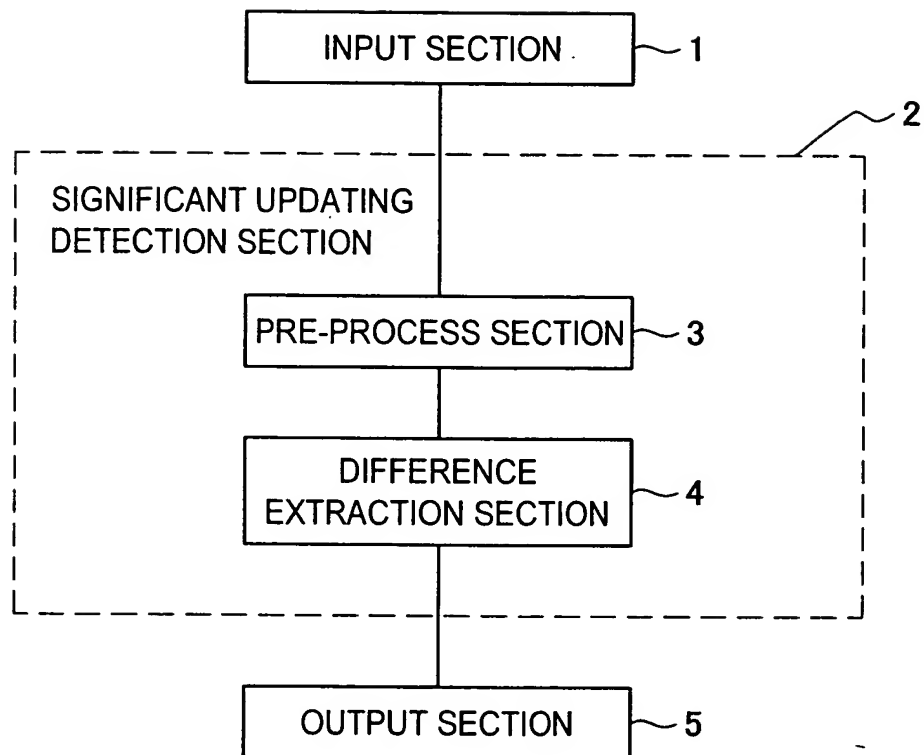 INPUT SECTION
1
2
SIGNIFICANT UPDATING
DETECTION SECTION
PRE-PROCESS SECTION
3
DIFFERENCE
EXTRACTION SECTION
4
OUTPUT SECTION
5